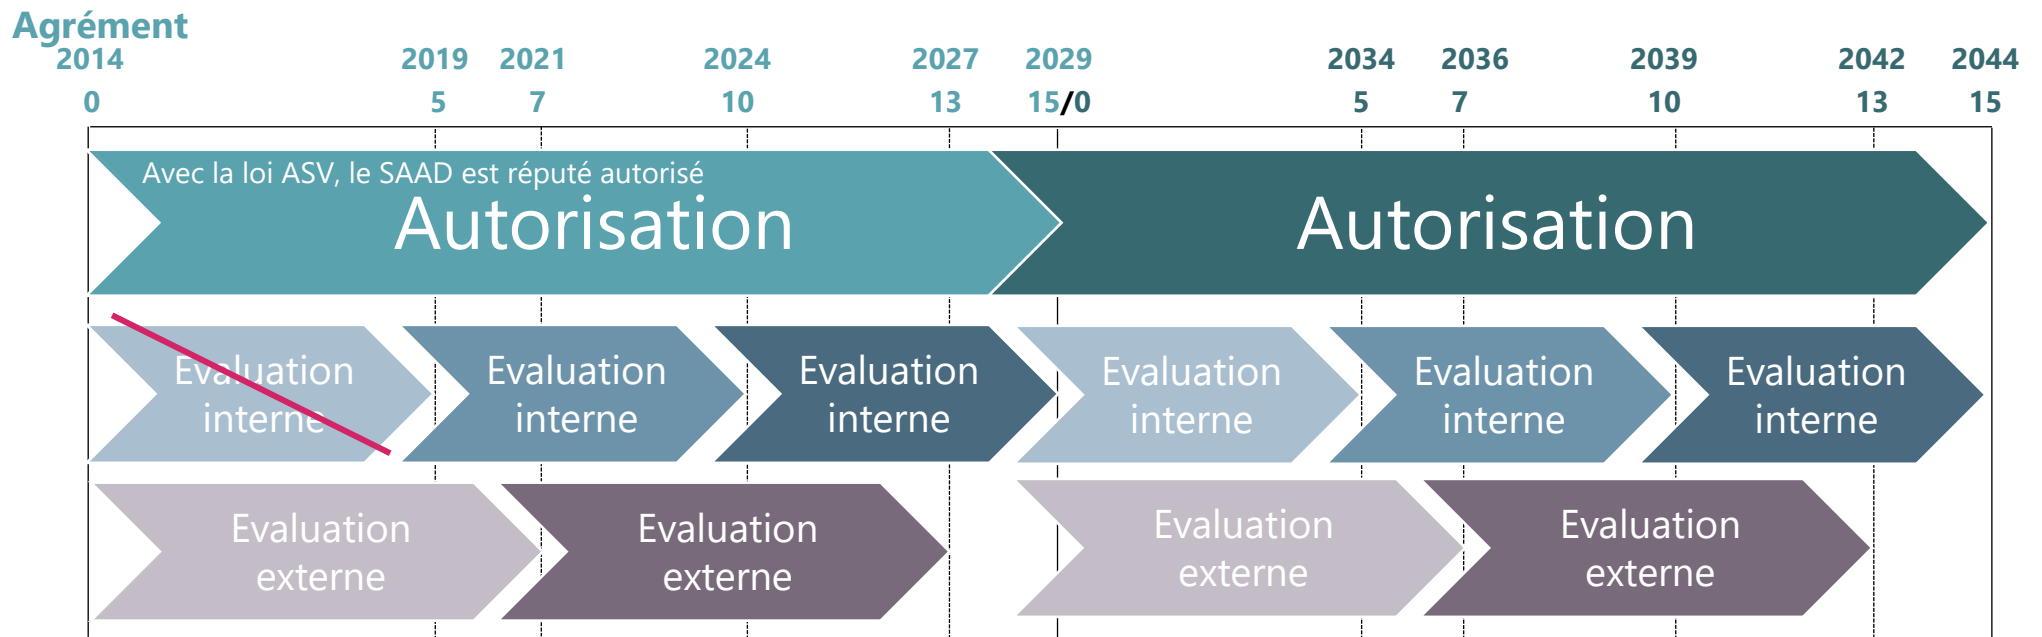 Agrément
2014 2019 2021 2024 2027 2029 2034 2036 2039 2042 2044
0 5 7 10 13 15/0 5 7 10 13 15
Avec la loi ASV, le SAAD est réputé autorisé
Autorisation
Autorisation
Evaluation
interne
Evaluation
interne
Evaluation
interne
Evaluation
interne
Evaluation
interne
Evaluation
interne
Evaluation
externe
Evaluation
externe
Evaluation
externe
Evaluation
externe